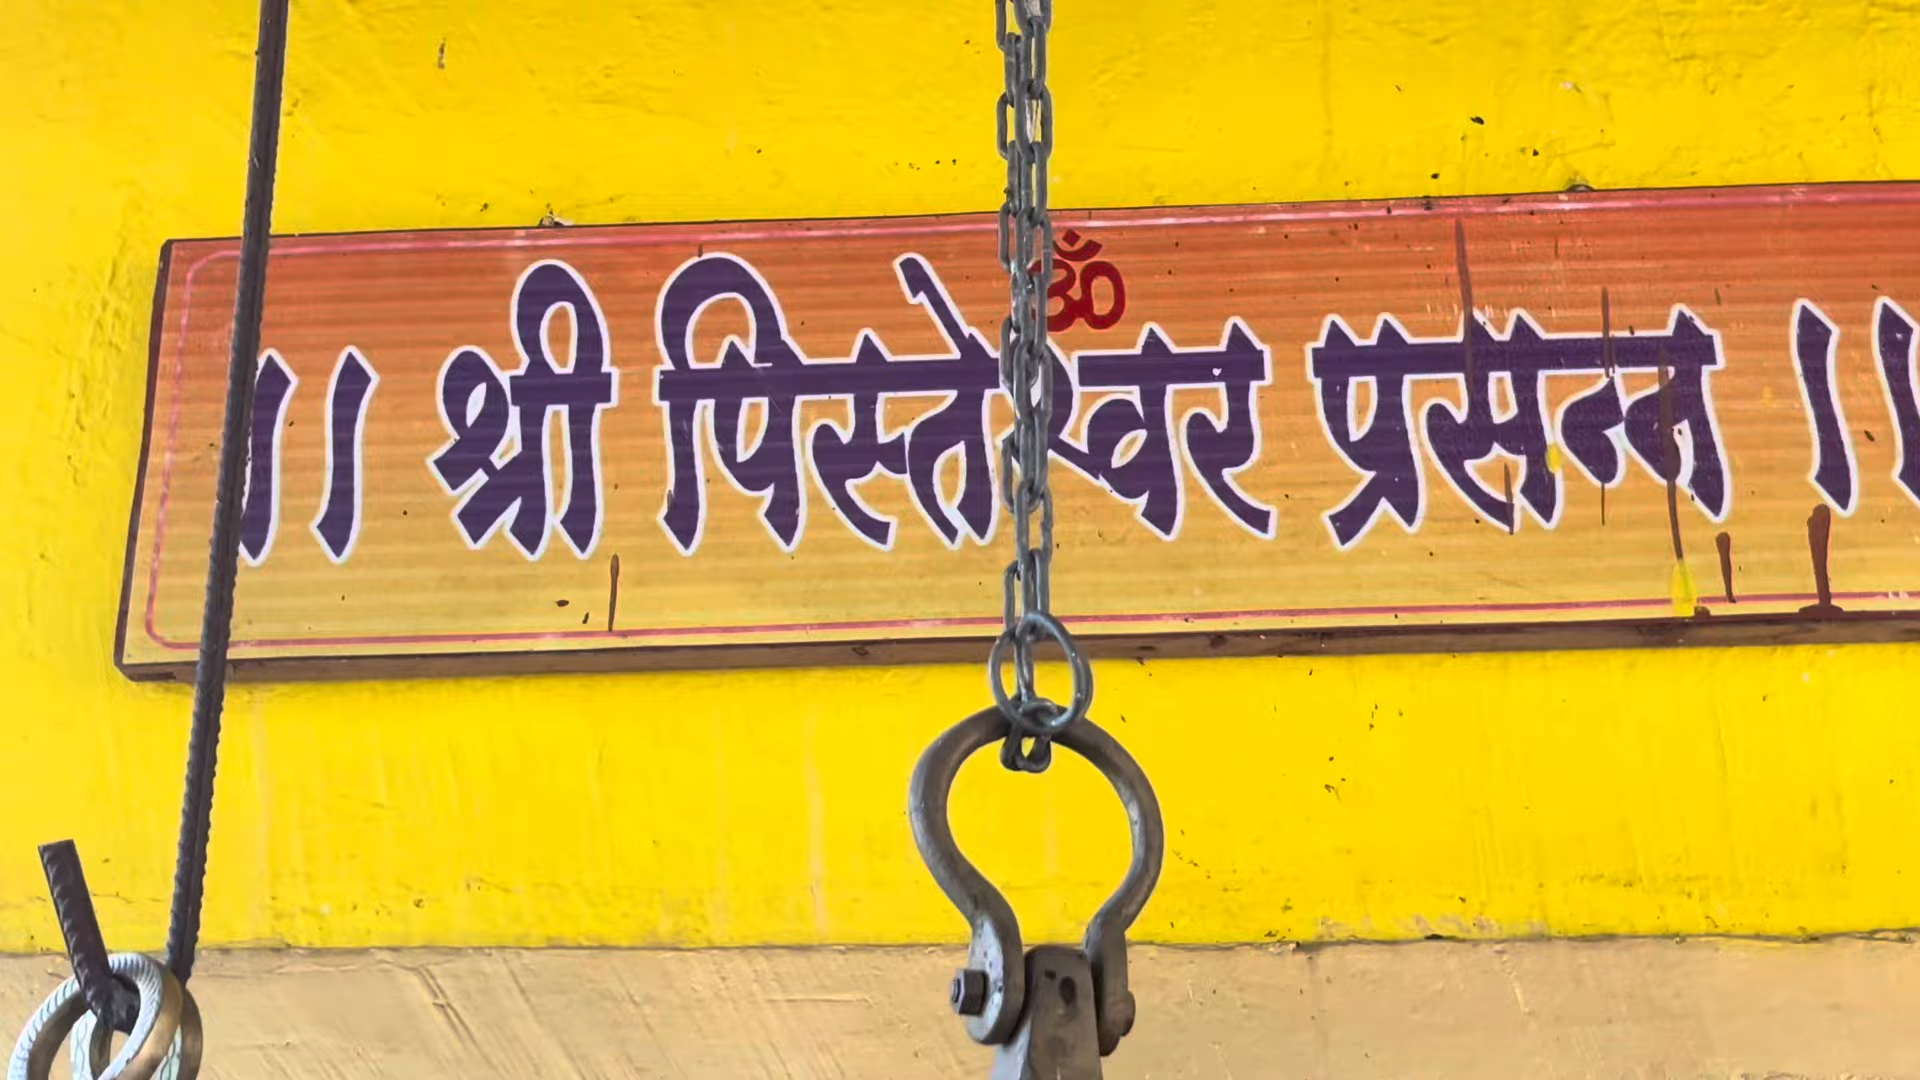 ॐ
।। श्री पिस्तेश्वर प्रसन्न ।।